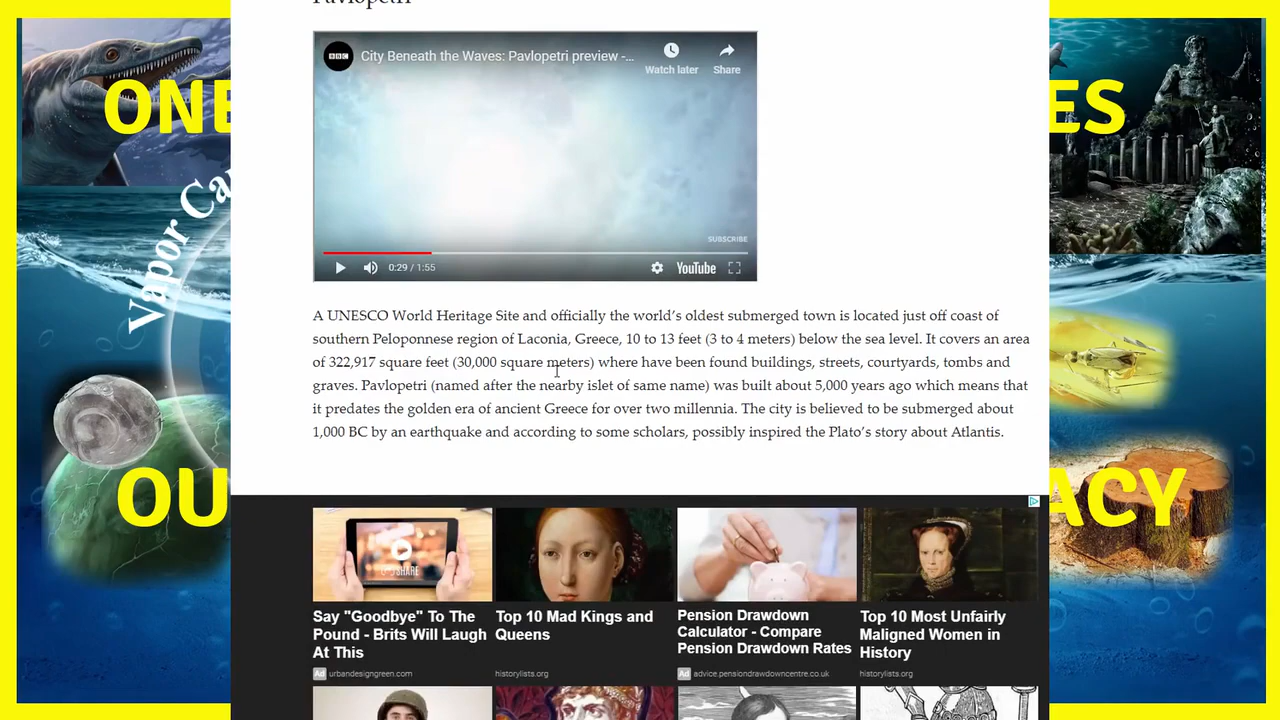 Pavlopetri
BBC
City Beneath the Waves: Pavlopetri preview -...
Watch later
Share
SUBSCRIBE
0:29 / 1:55
YouTube
A UNESCO World Heritage Site and officially the world's oldest submerged town is located just off coast of
southern Peloponnese region of Laconia, Greece, 10 to 13 feet (3 to 4 meters) below the sea level. It covers an area
of 322,917 square feet (30,000 square meters) where have been found buildings, streets, courtyards, tombs and
graves. Pavlopetri (named after the nearby islet of same name) was built about 5,000 years ago which means that
it predates the golden era of ancient Greece for over two millennia. The city is believed to be submerged about
1,000 BC by an earthquake and according to some scholars, possibly inspired the Plato's story about Atlantis.
SHARE
Say "Goodbye" To The
Pound - Brits Will Laugh
At This
Ad urbandesigngreen.com
Top 10 Mad Kings and
Queens
historylists.org
Pension Drawdown
Calculator - Compare
Pension Drawdown Rates
Ad advice.pensiondrawdowncentre.co.uk
Top 10 Most Unfairly
Maligned Women in
History
historylists.org
ONE
ES
Vapor Ca
OU
ACY